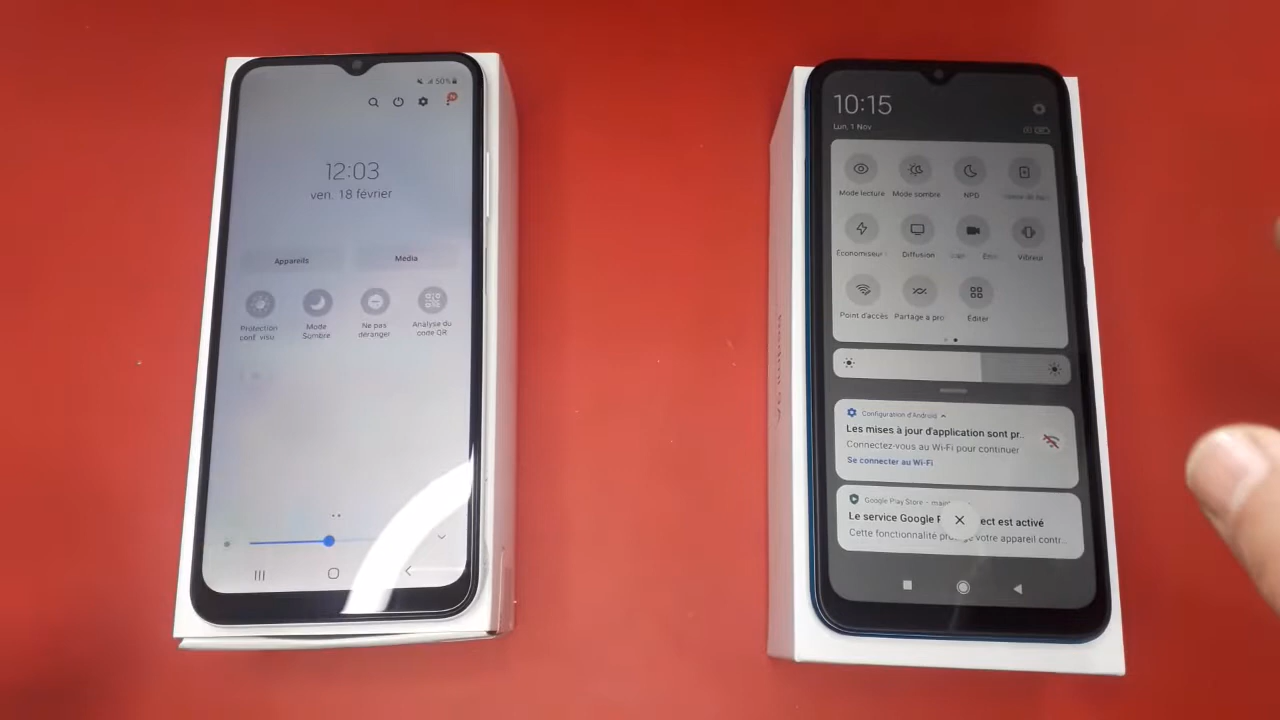 50%
12:03
ven. 18 février
Appareils
Media
Protection
conf. visu
Mode
Sombre
Ne pas
déranger
Analyse du
code QR
10:15
Lun, 1 Nov
Mode lecture
Mode sombre
NPD
Économiseur
Diffusion
Vibreur
Point d'accès
Partage à pro
Éditer
Configuration d'Android
Les mises à jour d'application sont pr..
Connectez-vous au Wi-Fi pour continuer
Se connecter au Wi-Fi
Google Play Store
Le service Google est activé
Cette fonctionnalité votre appareil contr..